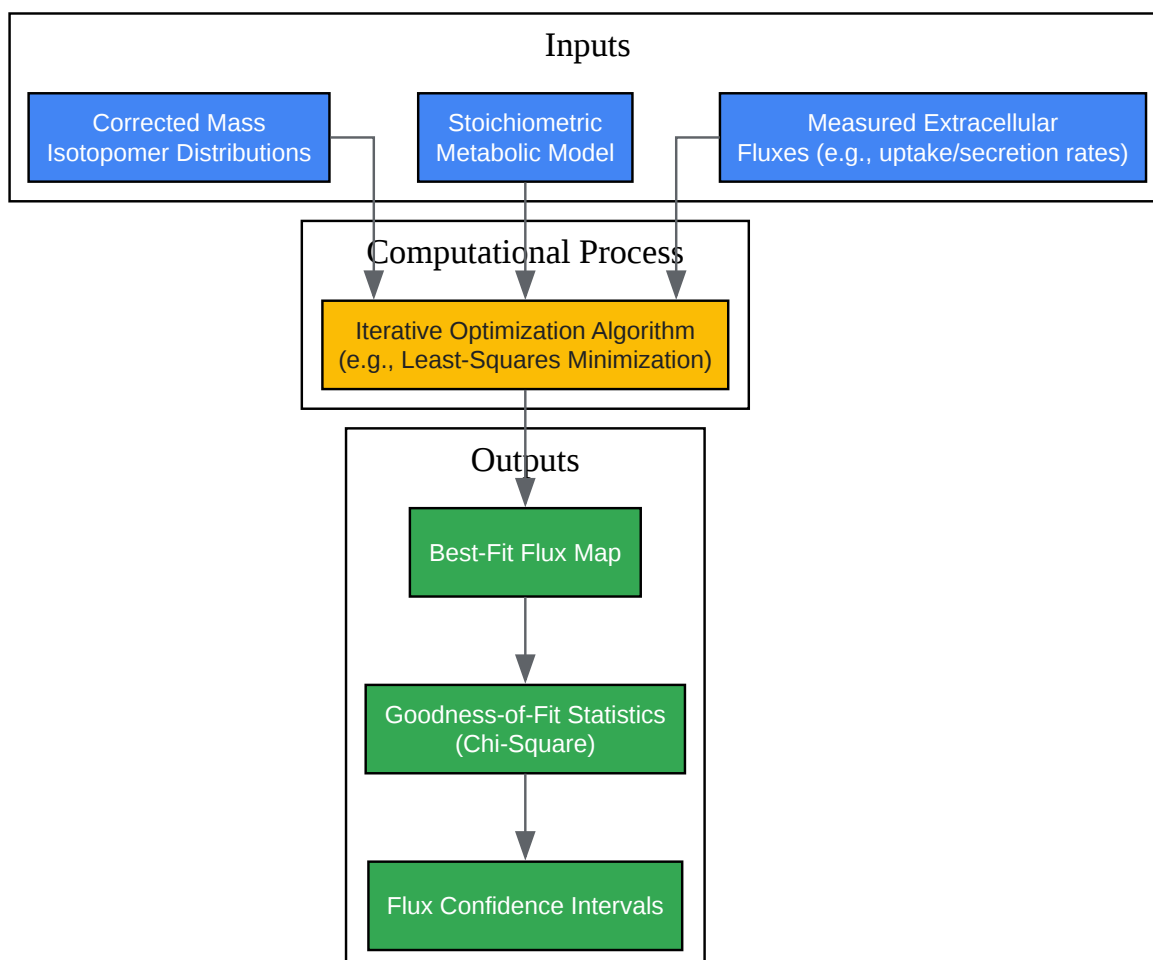 Inputs
Corrected Mass
Isotopomer Distributions
Stoichiometric
Metabolic Model
Measured Extracellular
Fluxes (e.g., uptake/secretion rates)
Computational Process
Iterative Optimization Algorithm
(e.g., Least-Squares Minimization)
Outputs
Best-Fit Flux Map
Goodness-of-Fit Statistics
(Chi-Square)
Flux Confidence Intervals